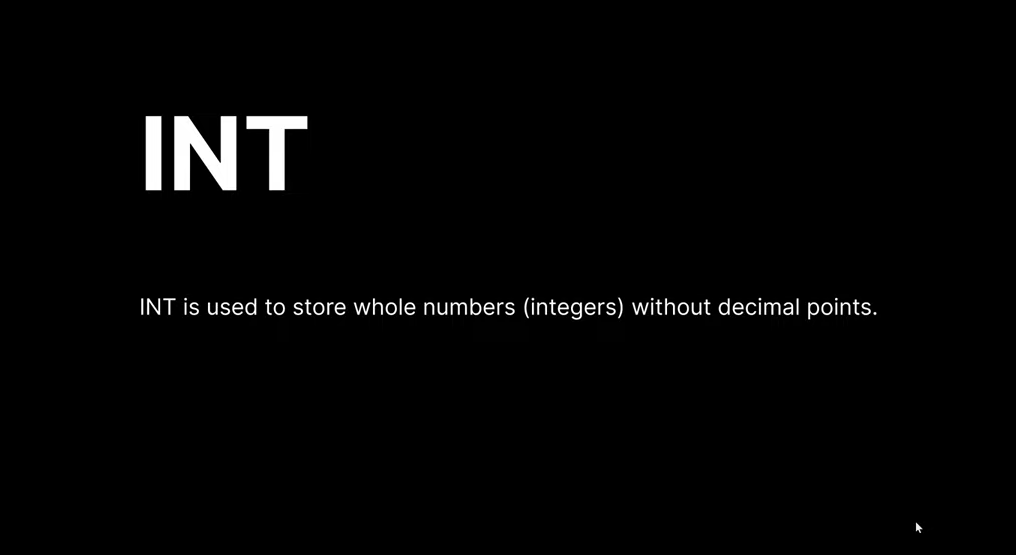 INT
INT is used to store whole numbers (integers) without decimal points.